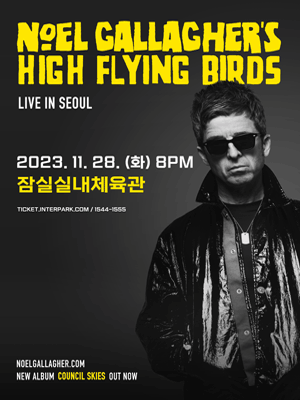 NOEL GALLAGHER'S
HIGH FLYING BIRDS
LIVE IN SEOUL
2023. 11. 28. (화) 8PM
잠실실내체육관
TICKET.INTERPARK.COM / 1544-1555
NOELGALLAGHER.COM
NEW ALBUM COUNCIL SKIES OUT NOW